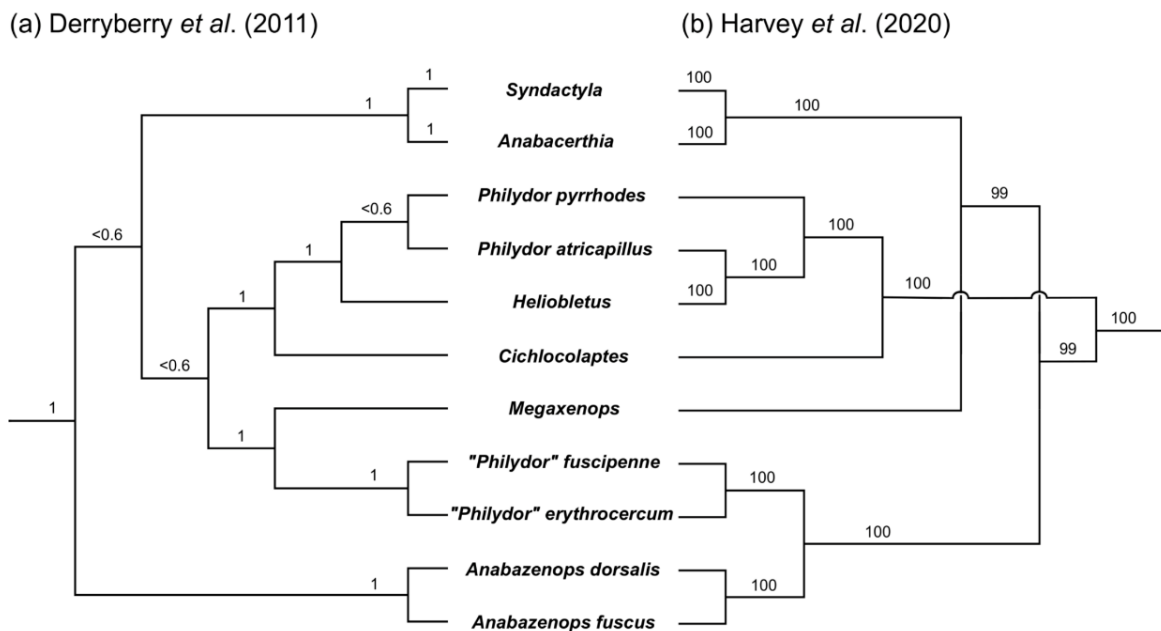 (a) Derryberry et al. (2011) (b) Harvey et al. (2020)
1 Syndactyla 100
1 100
1 Anabacerthia 100
<0.6 Philydor pyrrhodes
1 100
<0.6 Philydor atricapillus 99
1 100
Heliobletus 100 100
100
<0.6 Cichlocolaptes 99
1 Megaxenops
1
1 "Philydor" fuscipenne 100
"Philydor" erythrocercum
100
1 Anabazenops dorsalis 100
Anabazenops fuscus